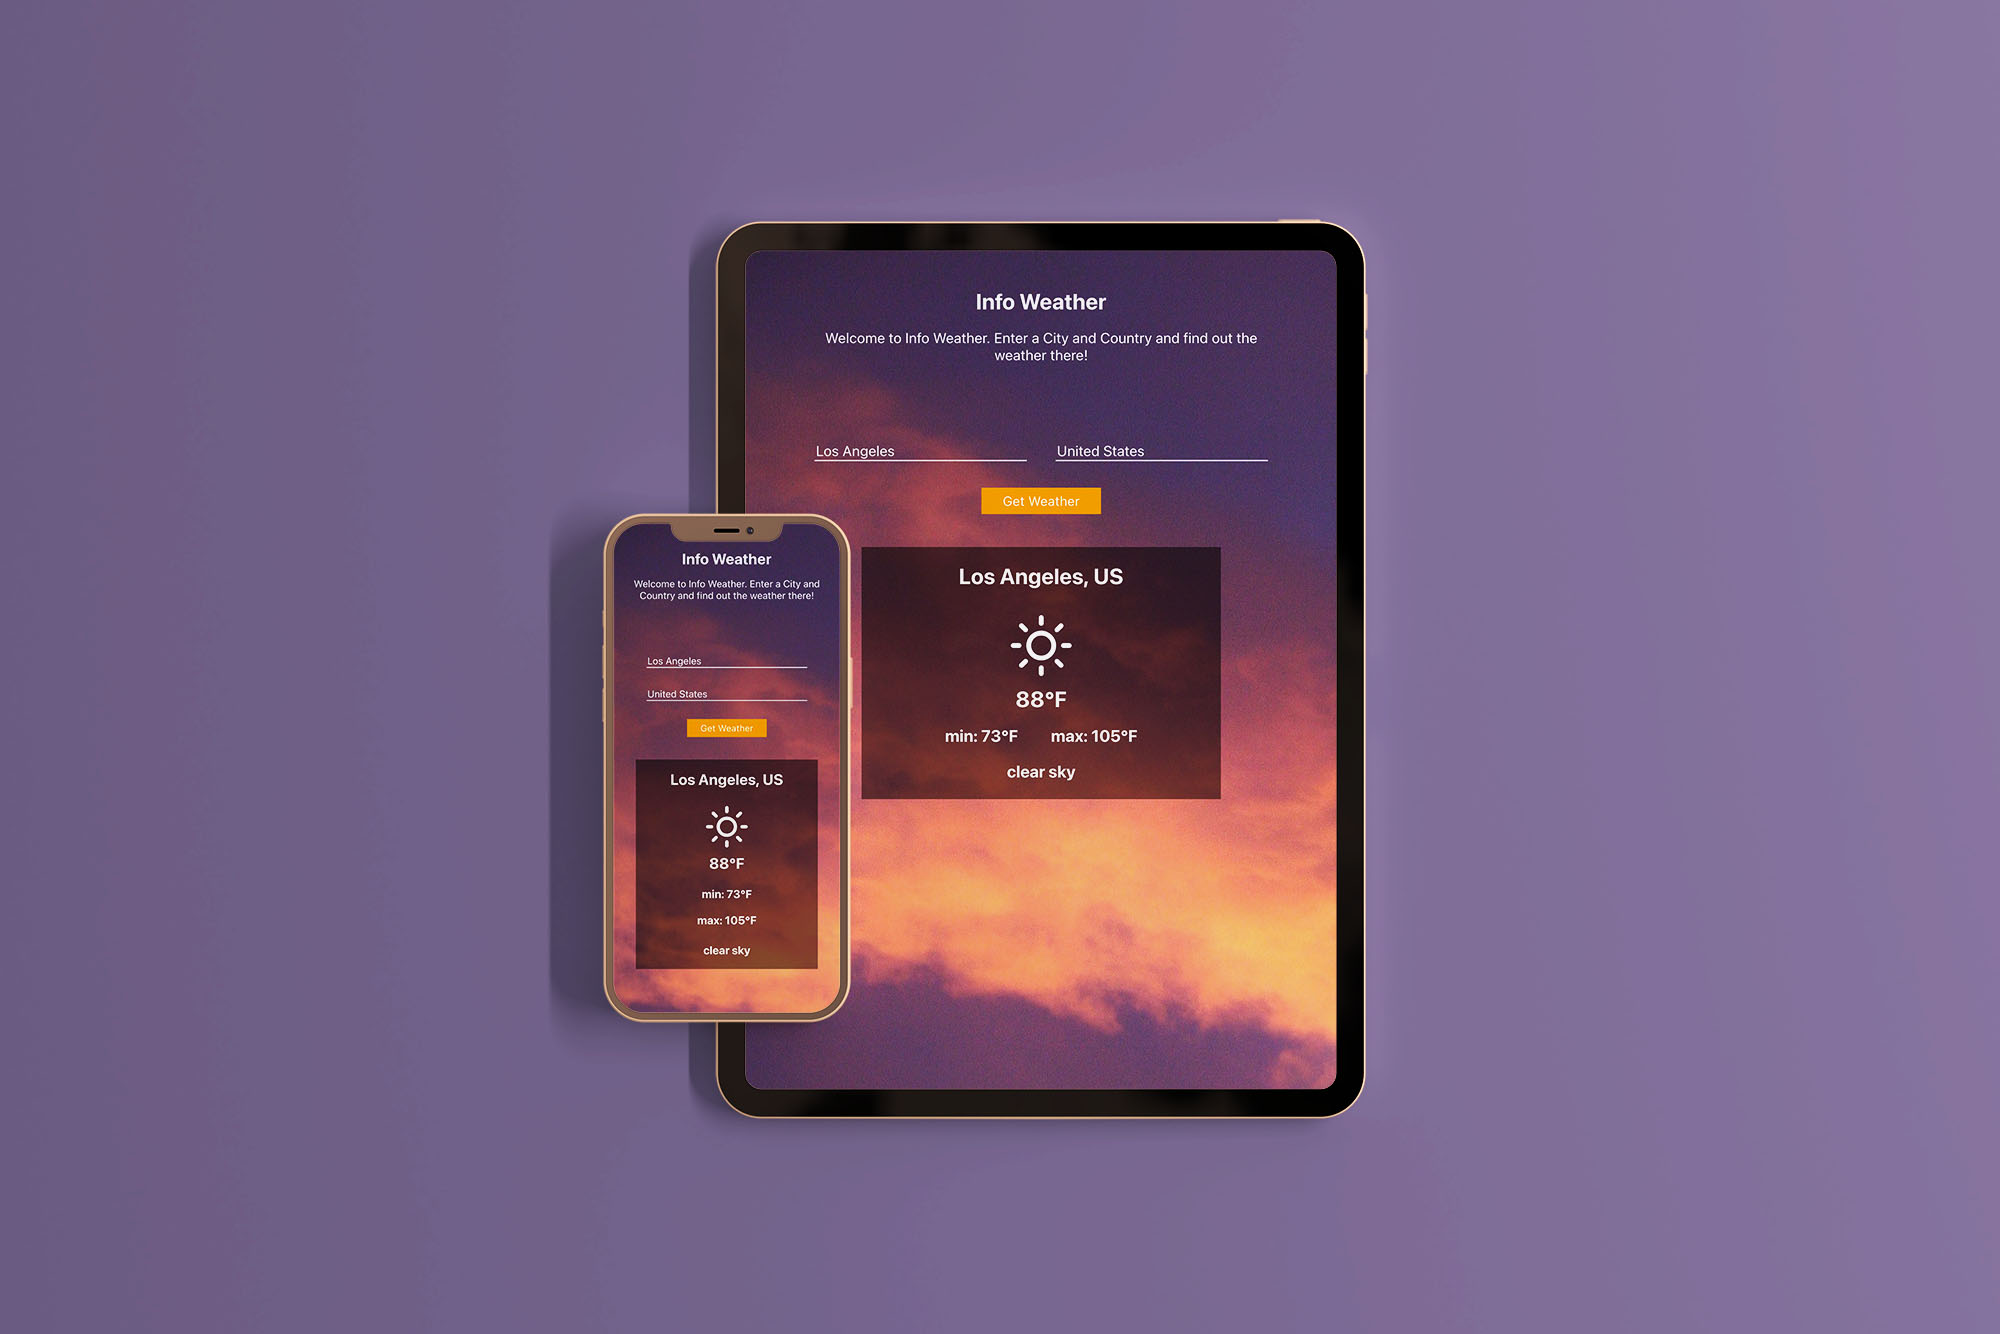 Info Weather
Welcome to Info Weather. Enter a City and Country and find out the
weather there!
Los Angeles
United States
Get Weather
Los Angeles, US
88°F
min: 73°F
max: 105°F
clear sky
Info Weather
Welcome to Info Weather. Enter a City and
Country and find out the weather there!
Los Angeles
United States
Get Weather
Los Angeles, US
88°F
min: 73°F
max: 105°F
clear sky